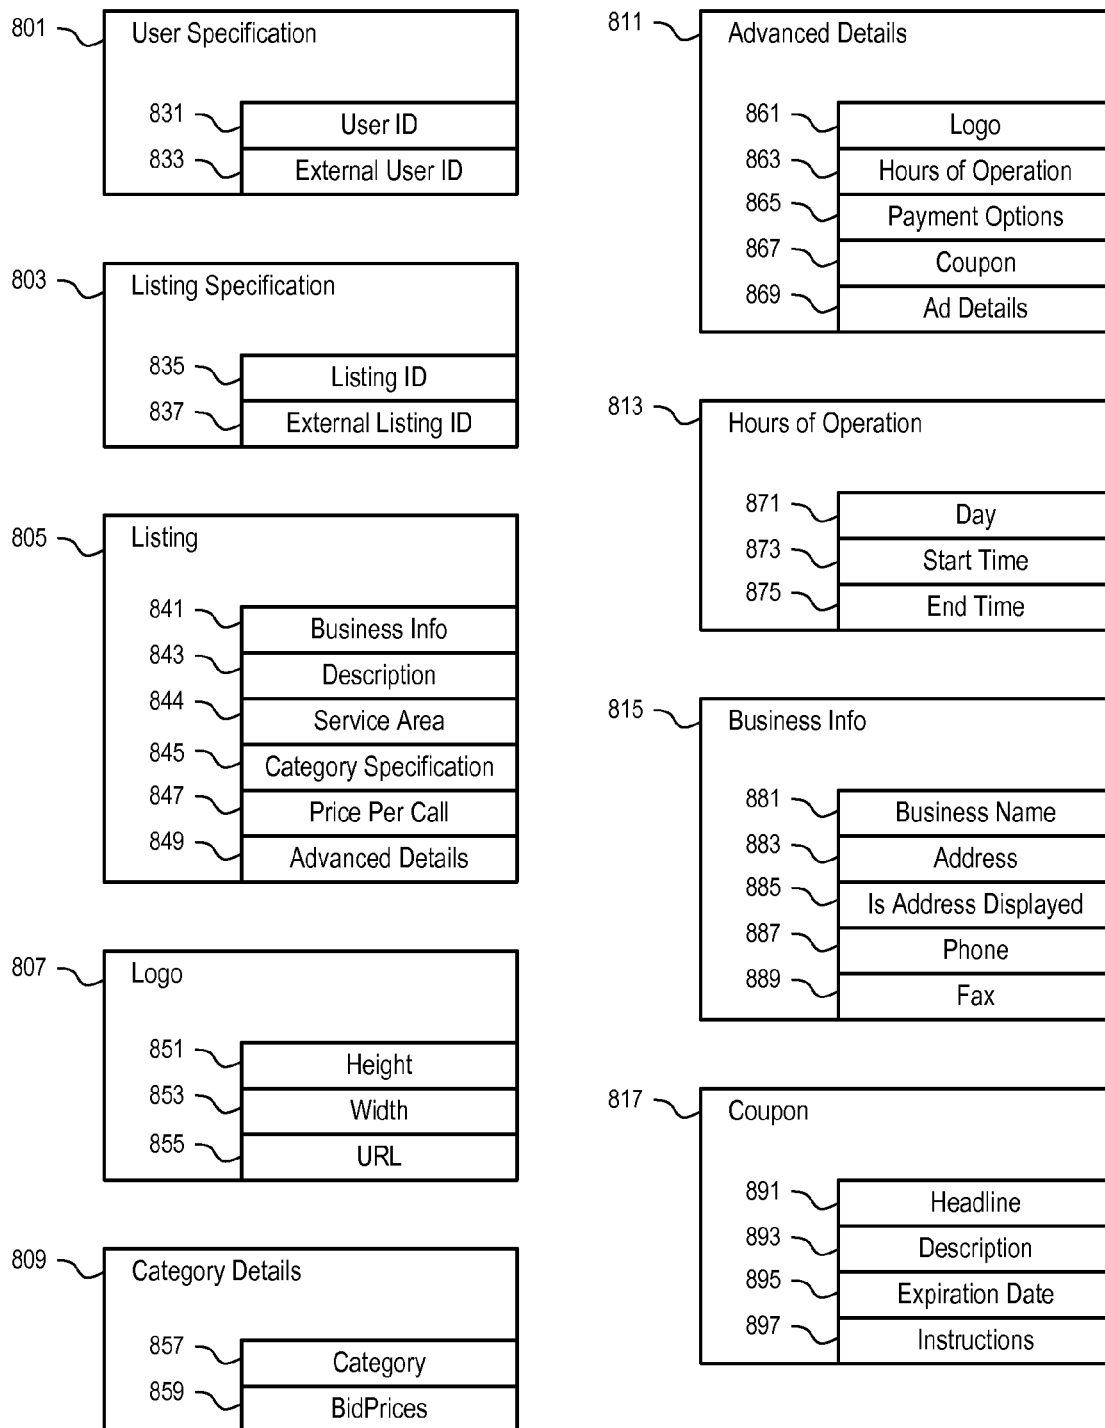 801
User Specification
831
User ID
833
External User ID
803
Listing Specification
835
Listing ID
837
External Listing ID
805
Listing
841
Business Info
843
Description
844
Service Area
845
Category Specification
847
Price Per Call
849
Advanced Details
807
Logo
851
Height
853
Width
855
URL
809
Category Details
857
Category
859
BidPrices
811
Advanced Details
861
Logo
863
Hours of Operation
865
Payment Options
867
Coupon
869
Ad Details
813
Hours of Operation
871
Day
873
Start Time
875
End Time
815
Business Info
881
Business Name
883
Address
885
Is Address Displayed
887
Phone
889
Fax
817
Coupon
891
Headline
893
Description
895
Expiration Date
897
Instructions